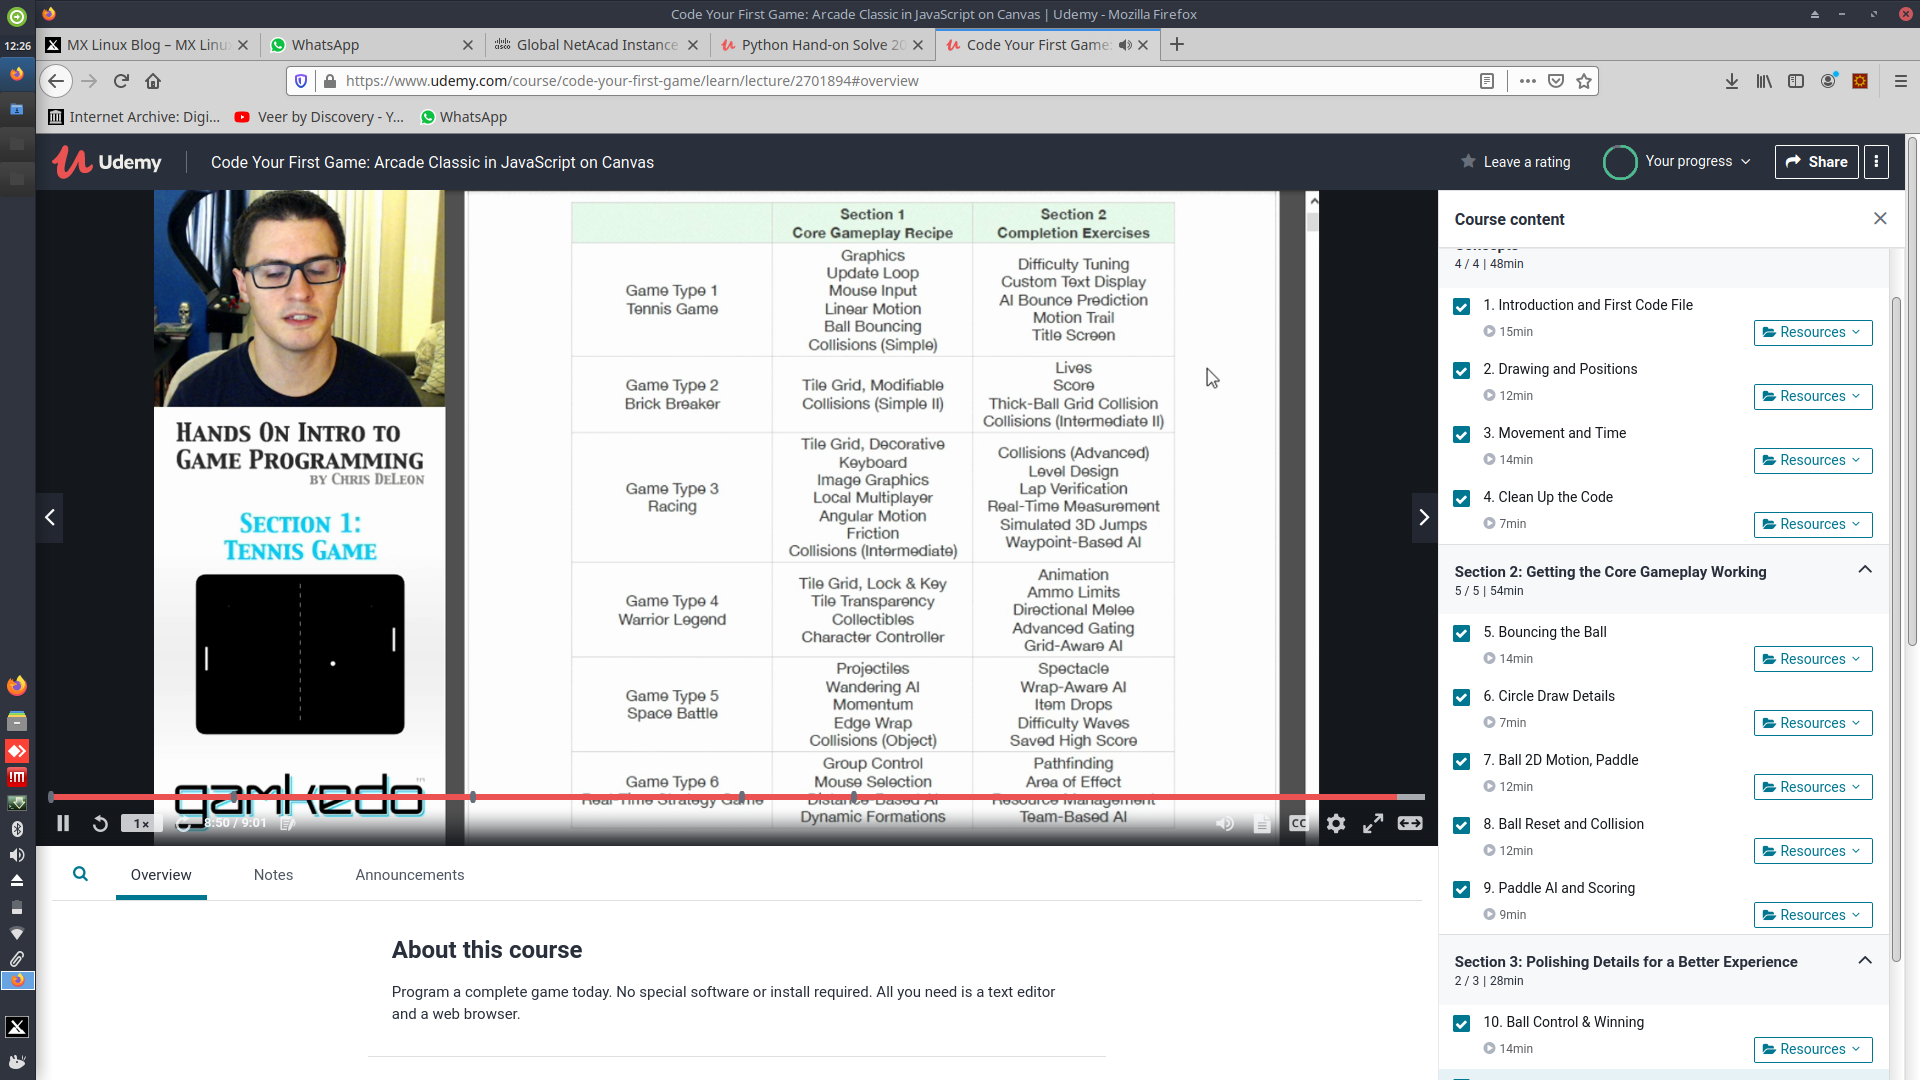 Code Your First Game: Arcade Classic in JavaScript on Canvas | Udemy - Mozilla Firefox
12:26
MX Linux Blog – MX Linu
WhatsApp
Global NetAcad Instance
Python Hand-on Solve 20
Code Your First Game:
https://www.udemy.com/course/code-your-first-game/learn/lecture/2701894#overview
Internet Archive: Digi...
Veer by Discovery - Y...
WhatsApp
Udemy
Code Your First Game: Arcade Classic in JavaScript on Canvas
Leave a rating
Your progress
Share
HANDS ON INTRO TO
GAME PROGRAMMING
BY CHRIS DELEON
SECTION 1:
TENNIS GAME
gamkedo
TM
Section 1
Core Gameplay Recipe
Section 2
Completion Exercises
Game Type 1
Tennis Game
Graphics
Update Loop
Mouse Input
Linear Motion
Ball Bouncing
Collisions (Simple)
Difficulty Tuning
Custom Text Display
AI Bounce Prediction
Motion Trail
Title Screen
Game Type 2
Brick Breaker
Tile Grid, Modifiable
Collisions (Simple II)
Lives
Score
Thick-Ball Grid Collision
Collisions (Intermediate II)
Game Type 3
Racing
Tile Grid, Decorative
Keyboard
Image Graphics
Local Multiplayer
Angular Motion
Friction
Collisions (Intermediate)
Collisions (Advanced)
Level Design
Lap Verification
Real-Time Measurement
Simulated 3D Jumps
Waypoint-Based AI
Game Type 4
Warrior Legend
Tile Grid, Lock & Key
Tile Transparency
Collectibles
Character Controller
Animation
Ammo Limits
Directional Melee
Advanced Gating
Grid-Aware AI
Game Type 5
Space Battle
Projectiles
Wandering AI
Momentum
Edge Wrap
Collisions (Object)
Spectacle
Wrap-Aware AI
Item Drops
Difficulty Waves
Saved High Score
Game Type 6
Real-Time Strategy Game
Group Control
Mouse Selection
Distance-Based AI
Dynamic Formations
Pathfinding
Area of Effect
Resource Management
Team-Based AI
1×
8:50 / 9:01
CC
Overview
Notes
Announcements
About this course
Program a complete game today. No special software or install required. All you need is a text editor
and a web browser.
Course content
Concepts
4 / 4 | 48min
1. Introduction and First Code File
15min
Resources
2. Drawing and Positions
12min
Resources
3. Movement and Time
14min
Resources
4. Clean Up the Code
7min
Resources
Section 2: Getting the Core Gameplay Working
5 / 5 | 54min
5. Bouncing the Ball
14min
Resources
6. Circle Draw Details
7min
Resources
7. Ball 2D Motion, Paddle
12min
Resources
8. Ball Reset and Collision
12min
Resources
9. Paddle AI and Scoring
9min
Resources
Section 3: Polishing Details for a Better Experience
2 / 3 | 28min
10. Ball Control & Winning
14min
Resources